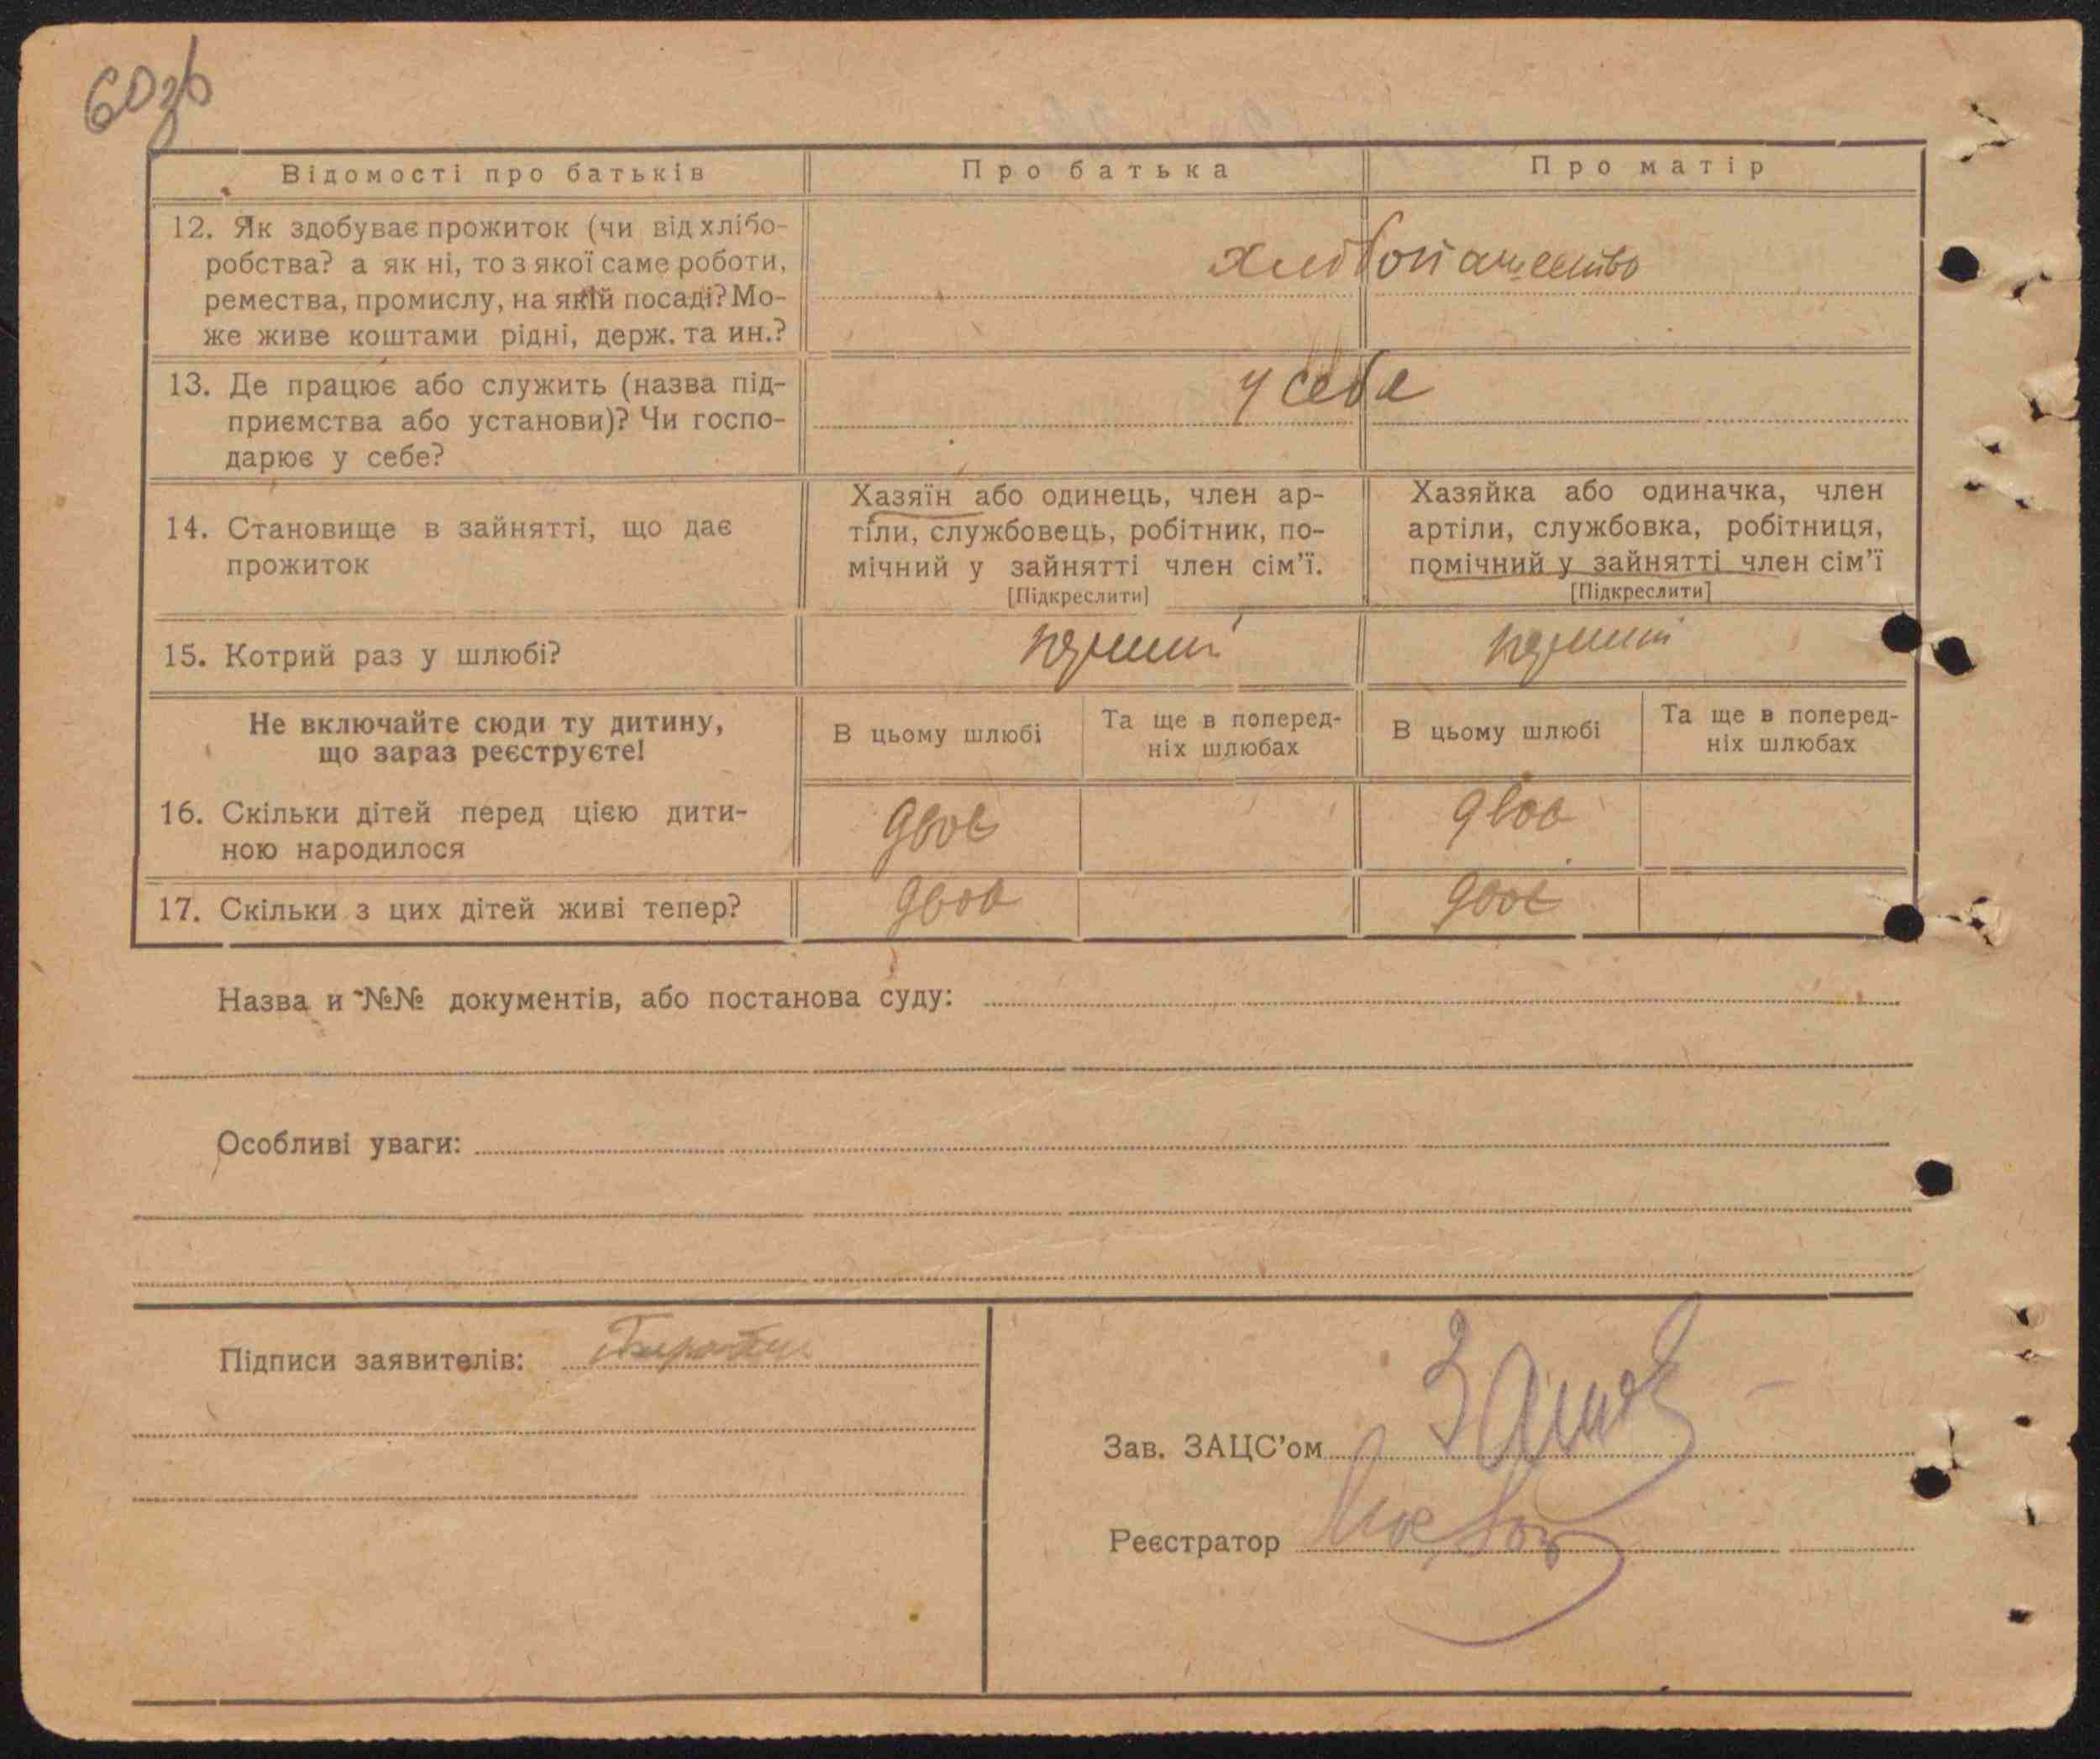 60зв
Відомості про батьків
Про батька
Про матір
12. Як здобуває прожиток (чи від хлібо-
робства? а як ні, то з якої саме роботи,
ремества, промислу, на якій посаді? Мо-
же живе коштами рідні, держ. та ин.?
хлібопашество
13. Де працює або служить (назва під-
приємства або установи)? Чи госпо-
дарює у себе?
у себе
14. Становище в зайнятті, що дає
прожиток
Хазяїн або одинець, член ар-
тіли, службовець, робітник, по-
мічний у зайнятті член сім’ї.
[Підкреслити]
Хазяйка або одиначка, член
артіли, службовка, робітниця,
помічний у зайнятті член сім’ї
[Підкреслити]
15. Котрий раз у шлюбі?
Не включайте сюди ту дитину,
що зараз реєструєте!
В цьому шлюбі
Та ще в поперед-
ніх шлюбах
В цьому шлюбі
Та ще в поперед-
ніх шлюбах
16. Скільки дітей перед цією дити-
ною народилося
двоє
двоє
17. Скільки з цих дітей живі тепер?
двоє
двоє
Назва и №№ документів, або постанова суду:
Особливі уваги:
Підписи заявителів:
Зав. ЗАЦС’ом
Реєстратор